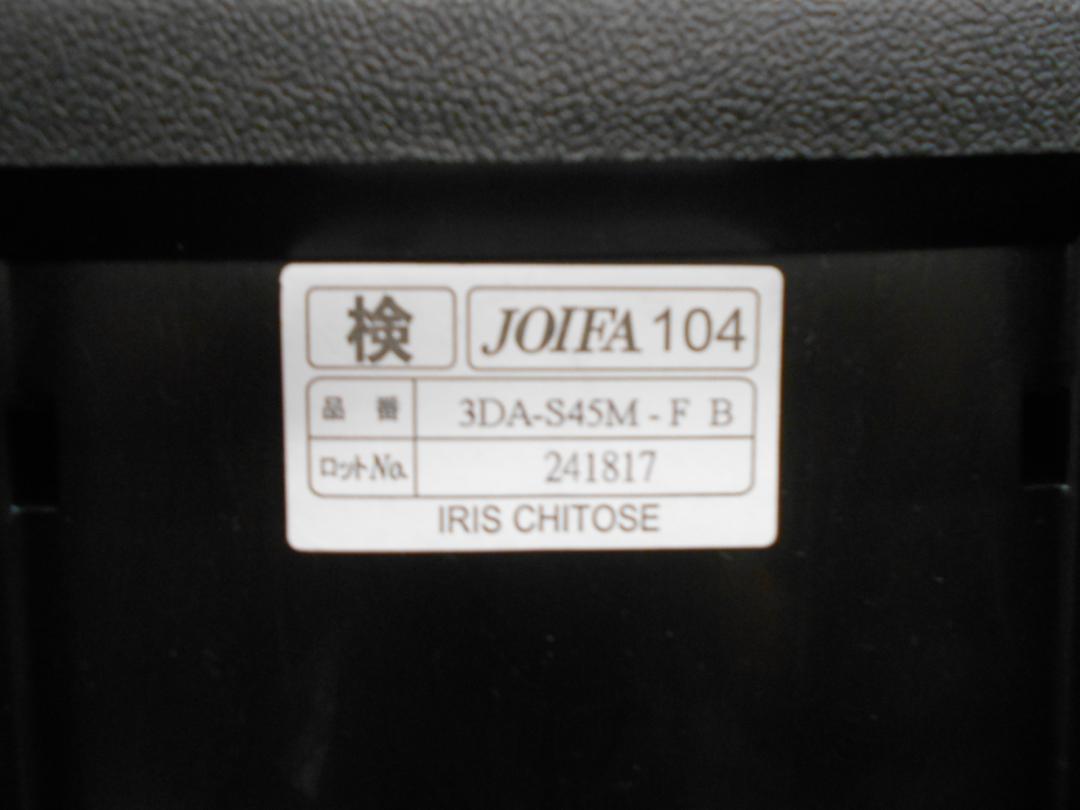 検 JOIFA 104
品番 3DA-S45M-F B
ロットNo. 241817
IRIS CHITOSE